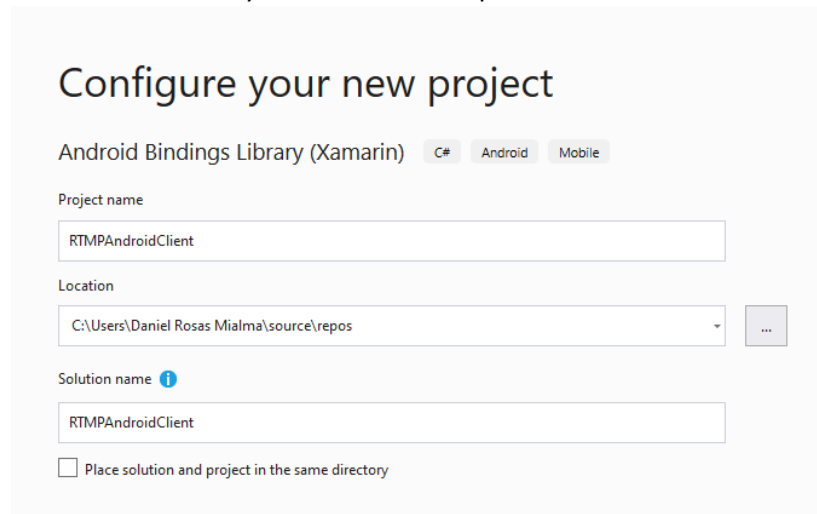 Configure your new project
Android Bindings Library (Xamarin) C# Android Mobile
Project name
RTMPAndroidClient
Location
C:\Users\Daniel Rosas Mialma\source\repos
...
Solution name
RTMPAndroidClient
Place solution and project in the same directory